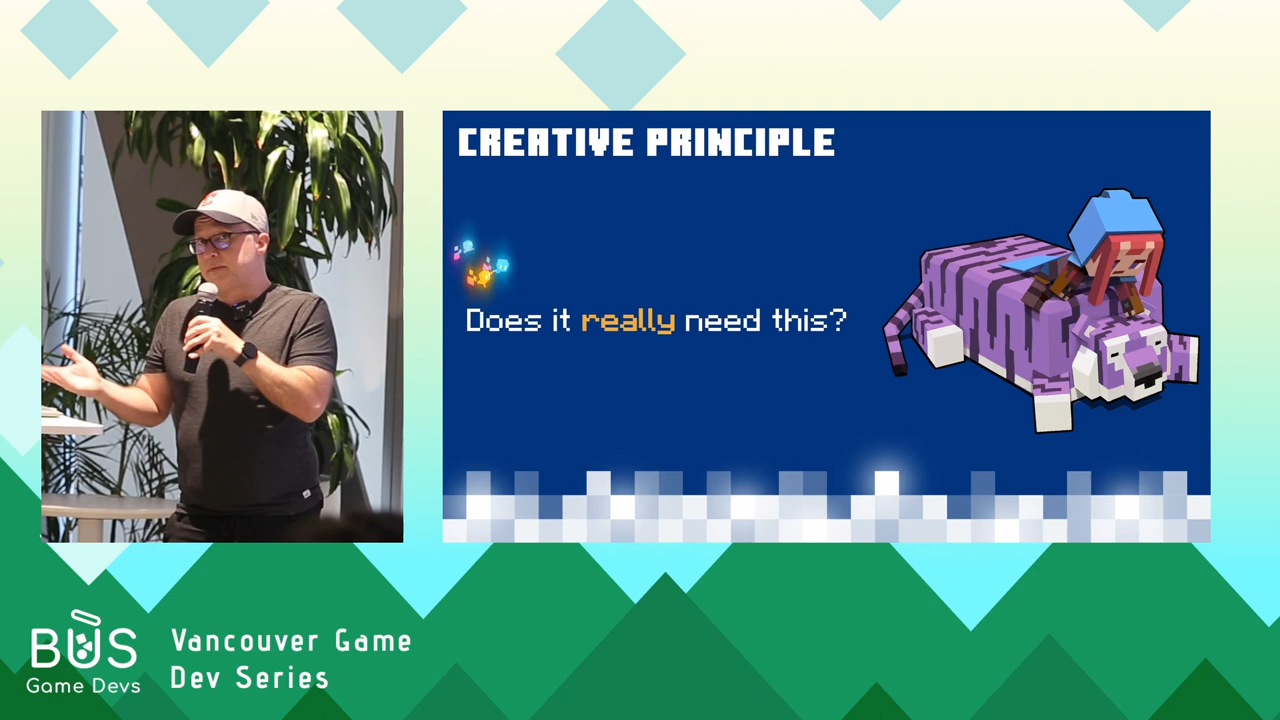 CREATIVE PRINCIPLE
Does it really need this?
BUS
Game Devs
Vancouver Game
Dev Series